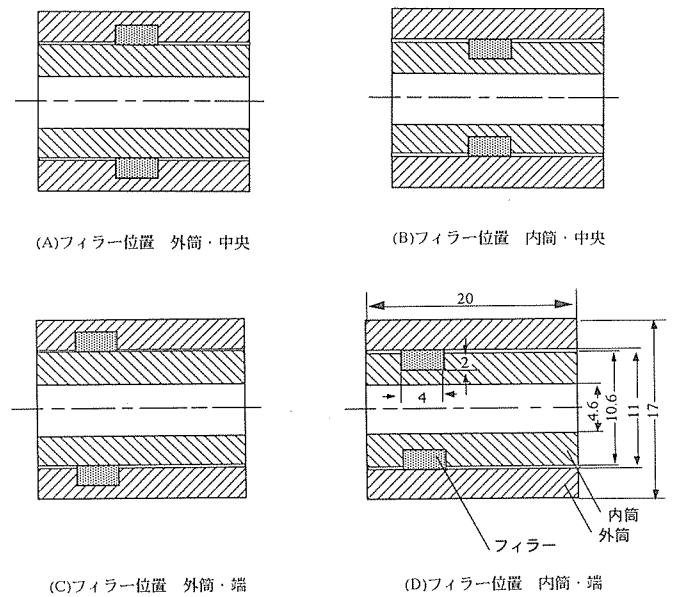 (A)フィラー位置　外筒・中央
(B)フィラー位置　内筒・中央
20
2
4
4.6
10.6
11
17
内筒
外筒
フィラー
(C)フィラー位置　外筒・端
(D)フィラー位置　内筒・端